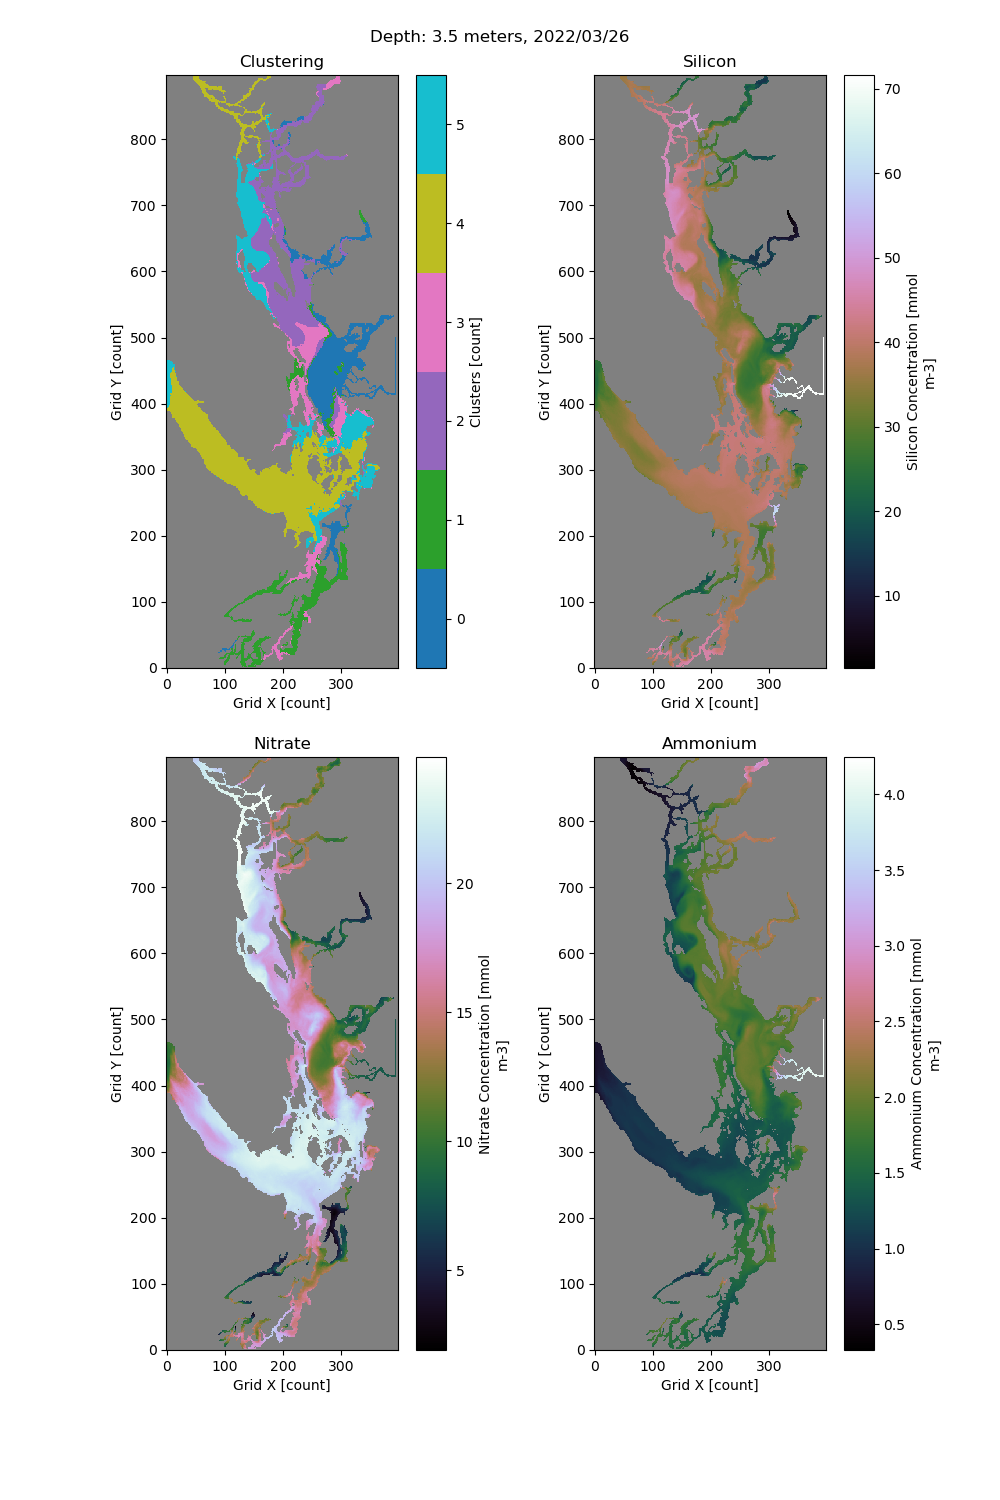 Depth: 3.5 meters, 2022/03/26
Clustering
Silicon
800
700
600
500
400
300
200
100
0
0 100 200 300
Grid X [count]
Grid Y [count]
5
4
3
2
1
0
Clusters [count]
800
700
600
500
400
300
200
100
0
0 100 200 300
Grid X [count]
Grid Y [count]
70
60
50
40
30
20
10
Silicon Concentration [mmol
m-3]
Nitrate
Ammonium
800
700
600
500
400
300
200
100
0
0 100 200 300
Grid X [count]
Grid Y [count]
20
15
10
5
Nitrate Concentration [mmol
m-3]
800
700
600
500
400
300
200
100
0
0 100 200 300
Grid X [count]
Grid Y [count]
4.0
3.5
3.0
2.5
2.0
1.5
1.0
0.5
Ammonium Concentration [mmol
m-3]